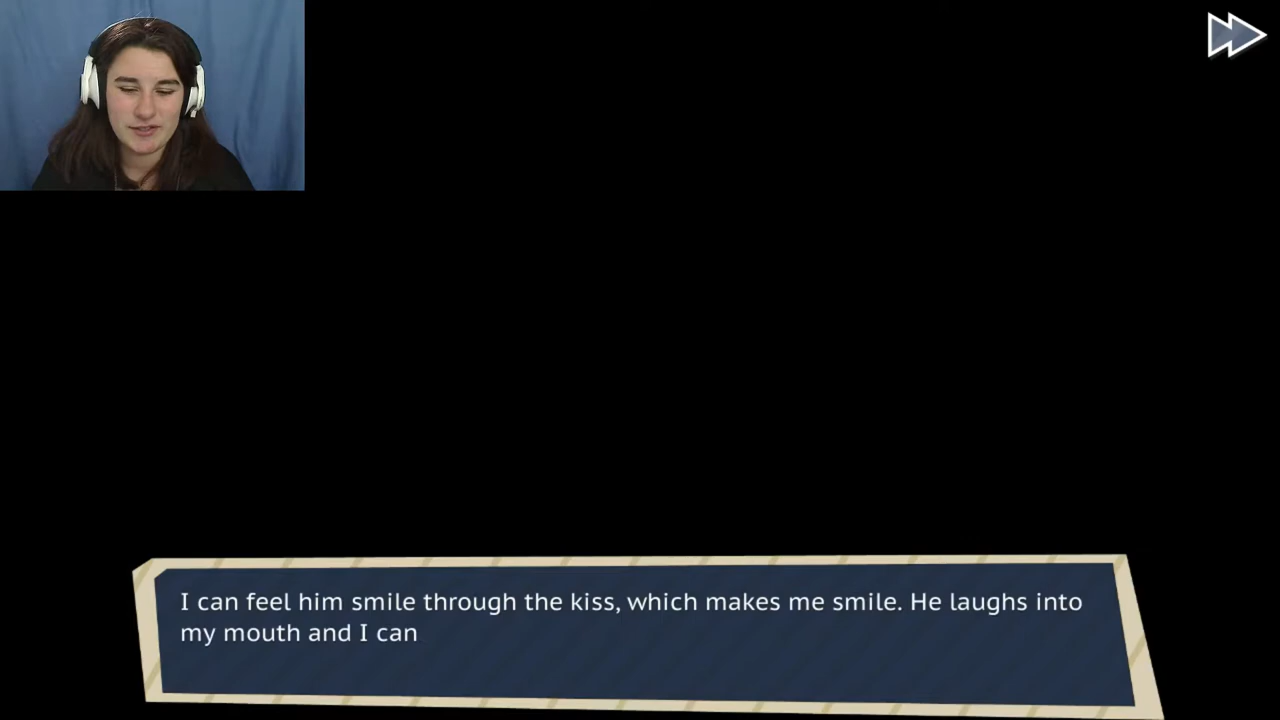 I can feel him smile through the kiss, which makes me smile. He laughs into
my mouth and I can